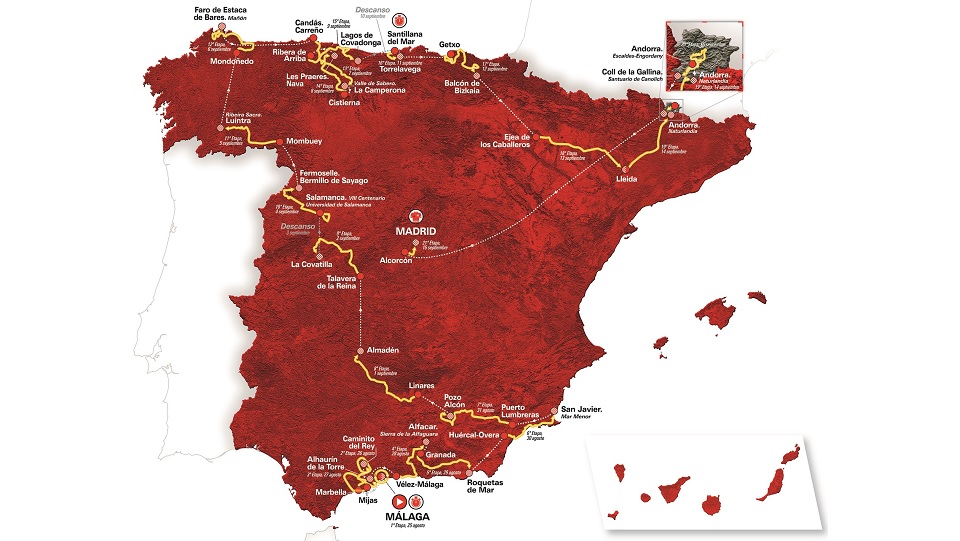 Faro de Estaca
de Bares. Mañón
12ª Etapa,
6 septiembre
Mondoñedo
Candás.
Carreño
Ribera de
Arriba
Les Praeres.
Nava
14ª Etapa,
8 septiembre
15ª Etapa,
9 septiembre
Lagos de
Covadonga
13ª Etapa,
7 septiembre
Valle de Sabero.
La Camperona
Cistierna
Descanso
10 septiembre
Santillana
del Mar
16ª Etapa, 11 septiembre
Torrelavega
Getxo
17ª Etapa,
12 septiembre
Balcón de
Bizkaia
Ejea de
los Caballeros
18ª Etapa,
13 septiembre
Lleida
19ª Etapa,
14 septiembre
Andorra.
Naturlandia
Andorra.
Escaldes-Engordany
Coll de la Gallina.
Santuario de Canolich
20ª Etapa, 15 septiembre
Andorra.
Naturlandia
19ª Etapa, 14 septiembre
Ribeira Sacra.
Luintra
11ª Etapa,
5 septiembre
Mombuey
Fermoselle.
Bermillo de Sayago
10ª Etapa,
4 septiembre
Salamanca. VIII Centenario
Universidad de Salamanca
Descanso
3 septiembre
9ª Etapa,
2 septiembre
La Covatilla
Talavera
de la Reina
MADRID
21ª Etapa,
16 septiembre
Alcorcón
Almadén
8ª Etapa,
1 septiembre
Linares
Pozo
Alcón
7ª Etapa,
31 agosto
Puerto
Lumbreras
San Javier.
Mar Menor
6ª Etapa,
30 agosto
Huércal-Overa
Alfacar.
Sierra de la Alfaguara
4ª Etapa,
28 agosto
Granada
5ª Etapa, 29 agosto
Roquetas
de Mar
Caminito
del Rey
2ª Etapa, 26 agosto
Alhaurín
de la Torre
3ª Etapa, 27 agosto
Marbella
Mijas
Vélez-Málaga
MÁLAGA
1ª Etapa, 25 agosto